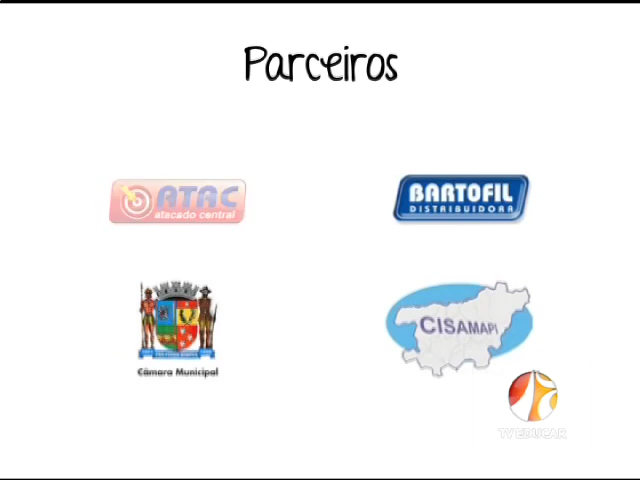 Parceiros
ATAC
atacado central
BARTOFIL
DISTRIBUIDORA
Câmara Municipal
CISAMAPI
TV EDUCAR